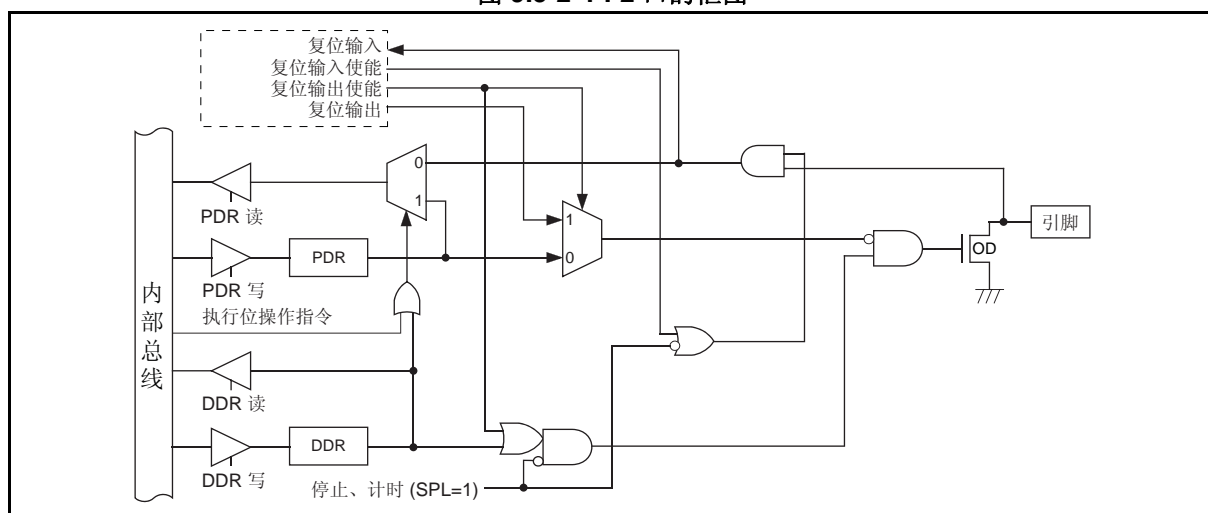 复位输入
复位输入使能
复位输出使能
复位输出
0
1
PDR 读
1
0
引脚
OD
PDR
PDR 写
内部总线
执行位操作指令
DDR 读
DDR
DDR 写
停止、计时 (SPL=1)